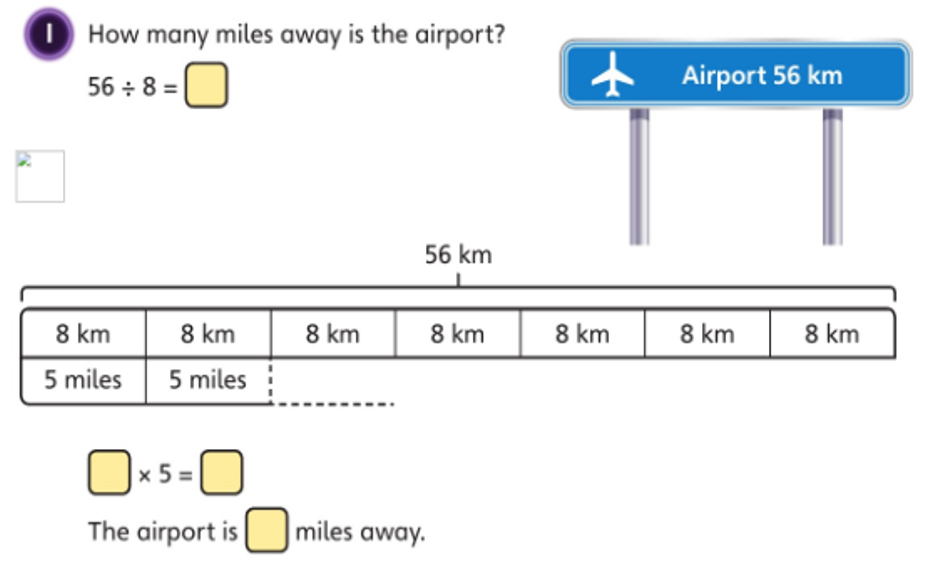 1 How many miles away is the airport?
56 ÷ 8 =
Airport 56 km
56 km
8 km 8 km 8 km 8 km 8 km 8 km 8 km
5 miles 5 miles
× 5 =
The airport is miles away.